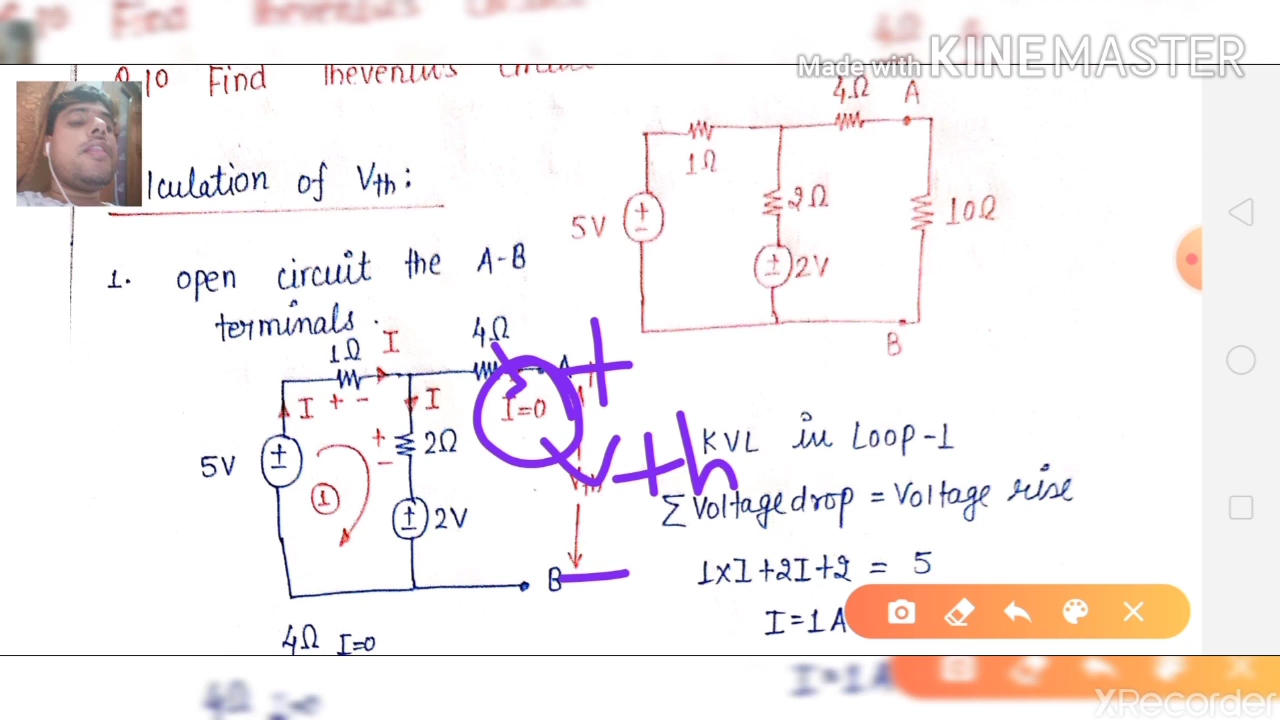 Q.10 Find Thevenin's Circuit
Made with KINEMASTER
lculation of Vth:
1. open circuit the A-B
terminals.
4Ω A
1Ω
2Ω
10Ω
5V
2V
B
1Ω I 4Ω
A
I + -
I
I=0
+
-
2Ω
5V
1
2V
B
+
Vth
4Ω I=0
KVL in Loop-1
Σ Voltage drop = Voltage rise
1×I+2I+2 = 5
I=1A
XRecorder